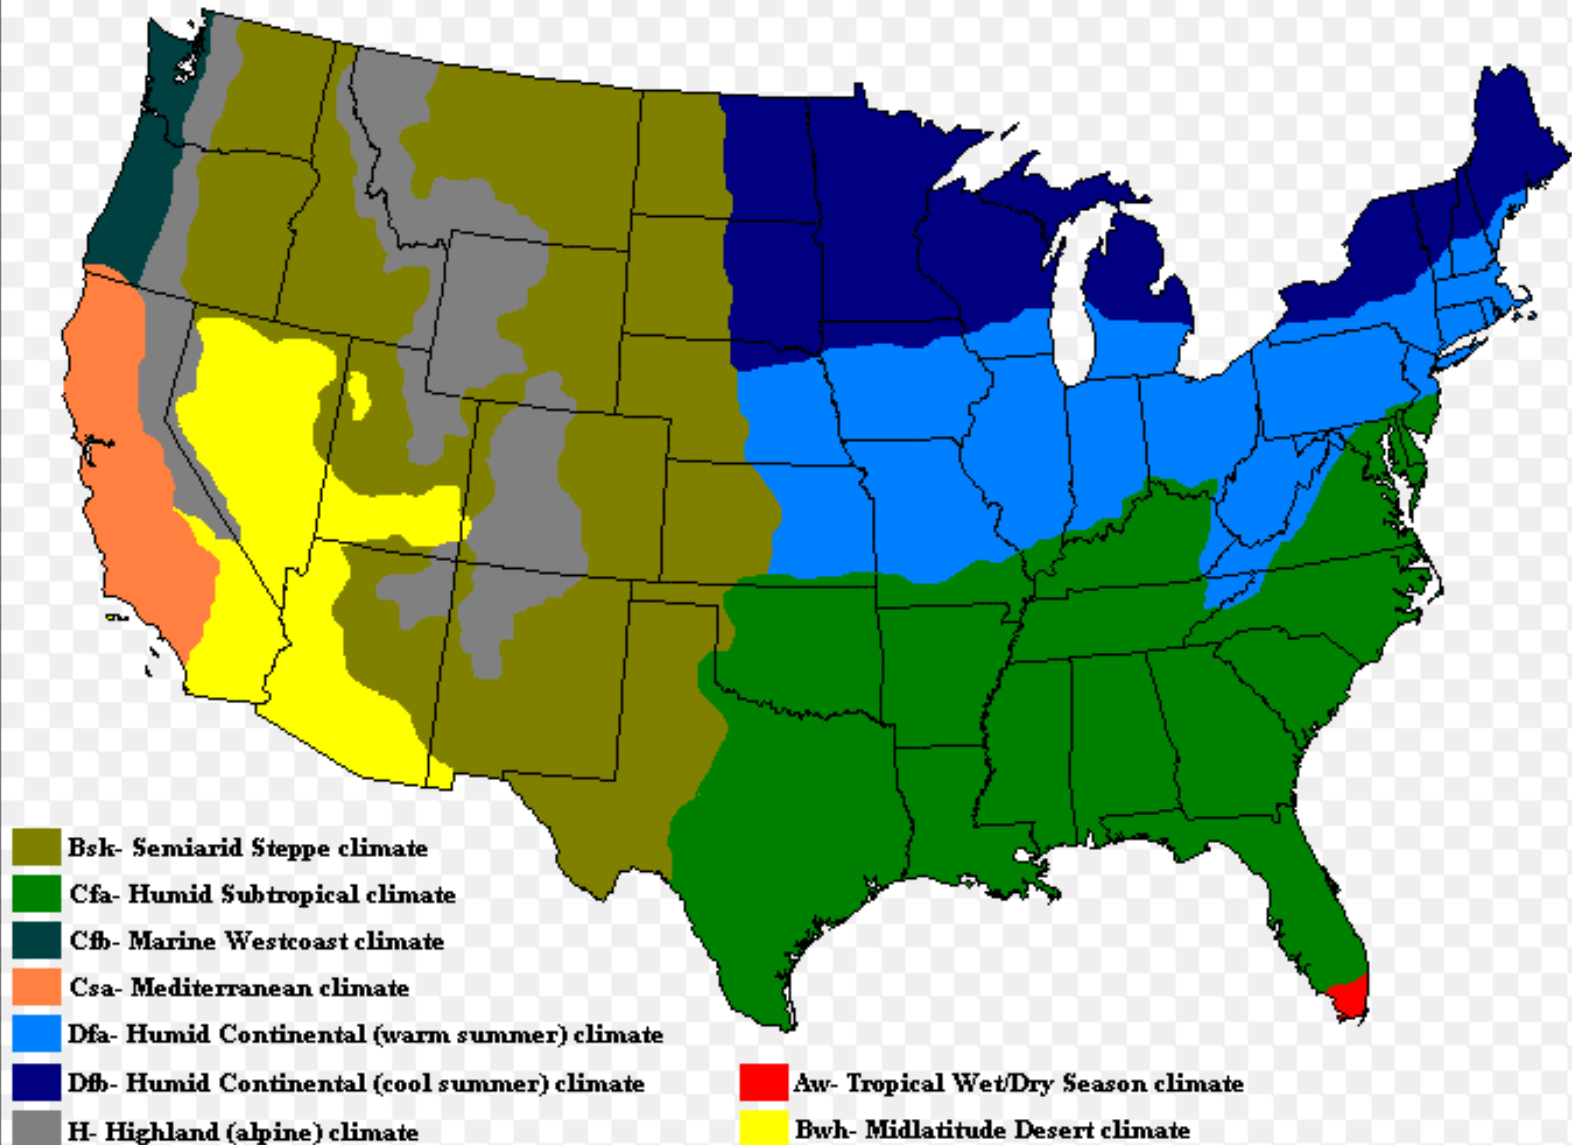 Bsk- Semiarid Steppe climate
Cfa- Humid Subtropical climate
Cfb- Marine Westcoast climate
Csa- Mediterranean climate
Dfa- Humid Continental (warm summer) climate
Dfb- Humid Continental (cool summer) climate
H- Highland (alpine) climate
Aw- Tropical Wet/Dry Season climate
Bwh- Midlatitude Desert climate